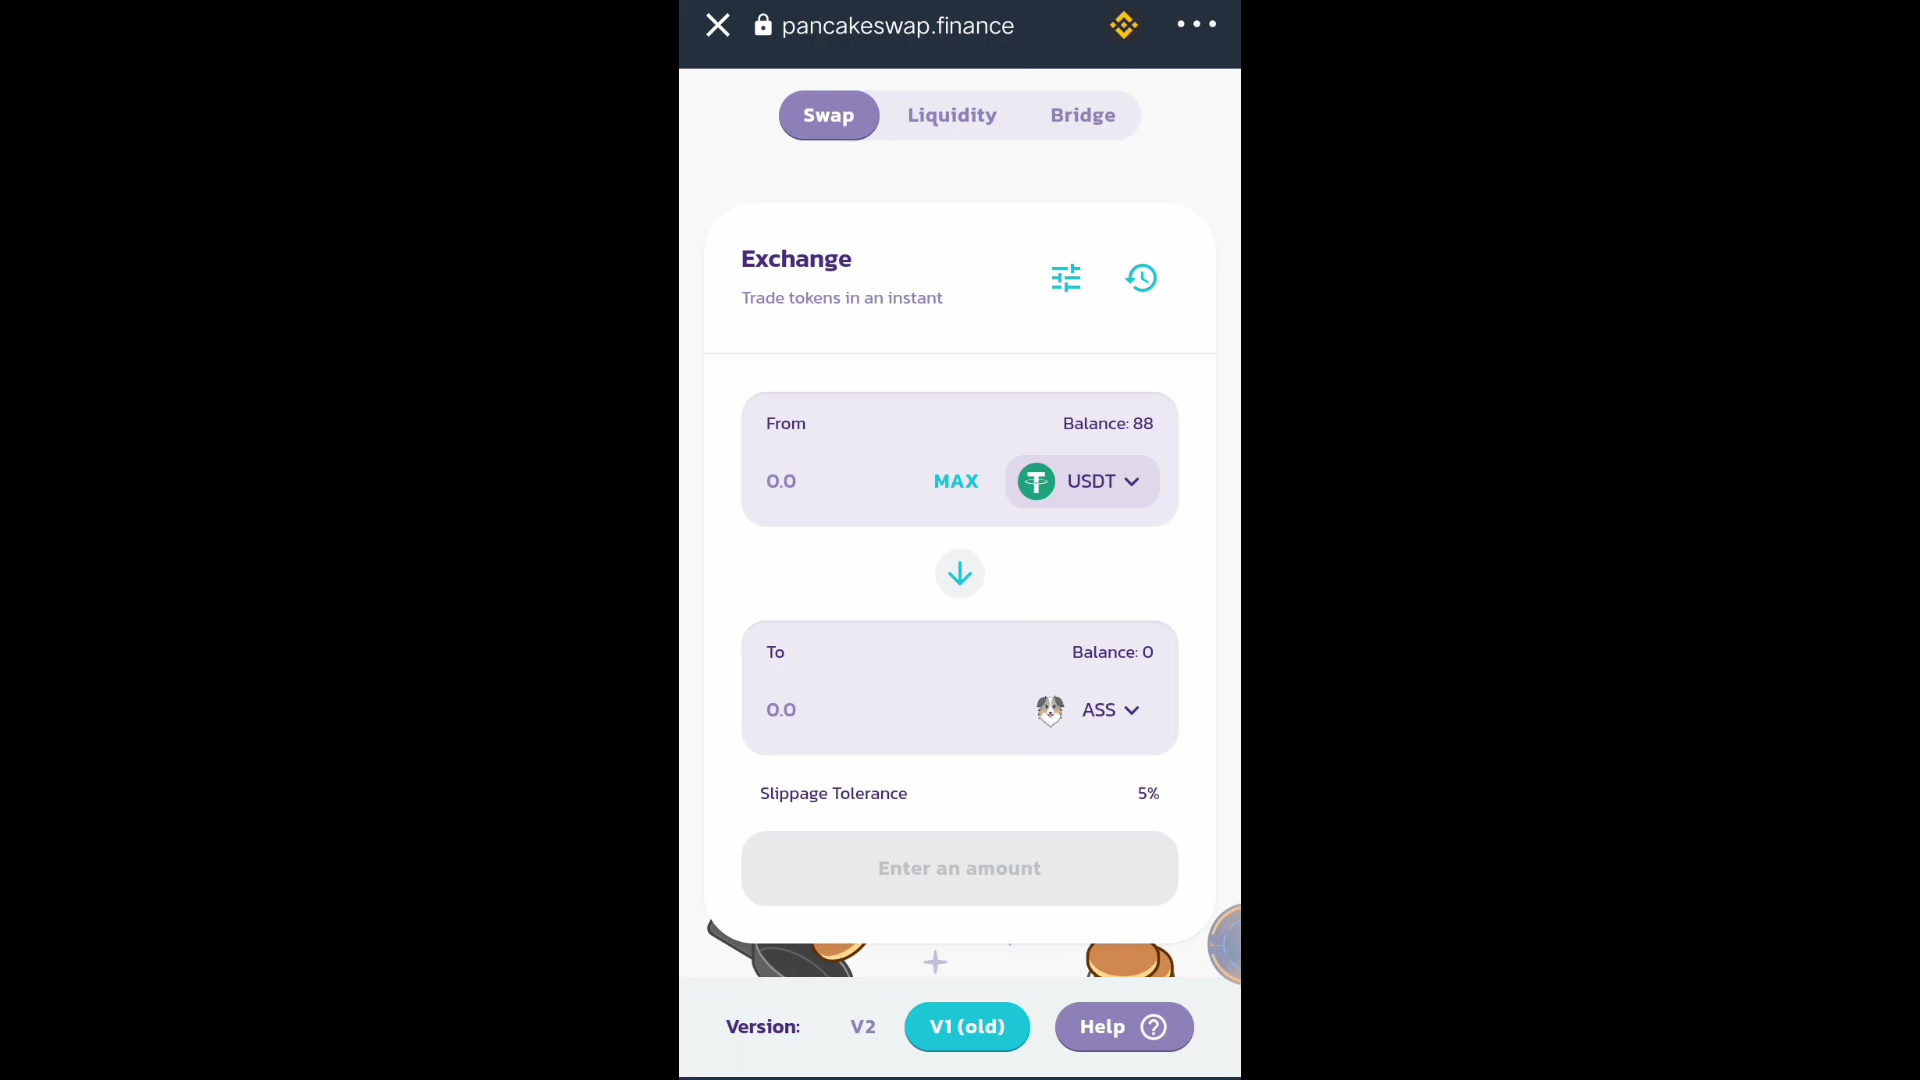 pancakeswap.finance
Swap Liquidity Bridge
Exchange
Trade tokens in an instant
From Balance: 88
0.0 MAX USDT
To Balance: 0
0.0 ASS
Slippage Tolerance 5%
Enter an amount
Version: V2 V1 (old) Help ?